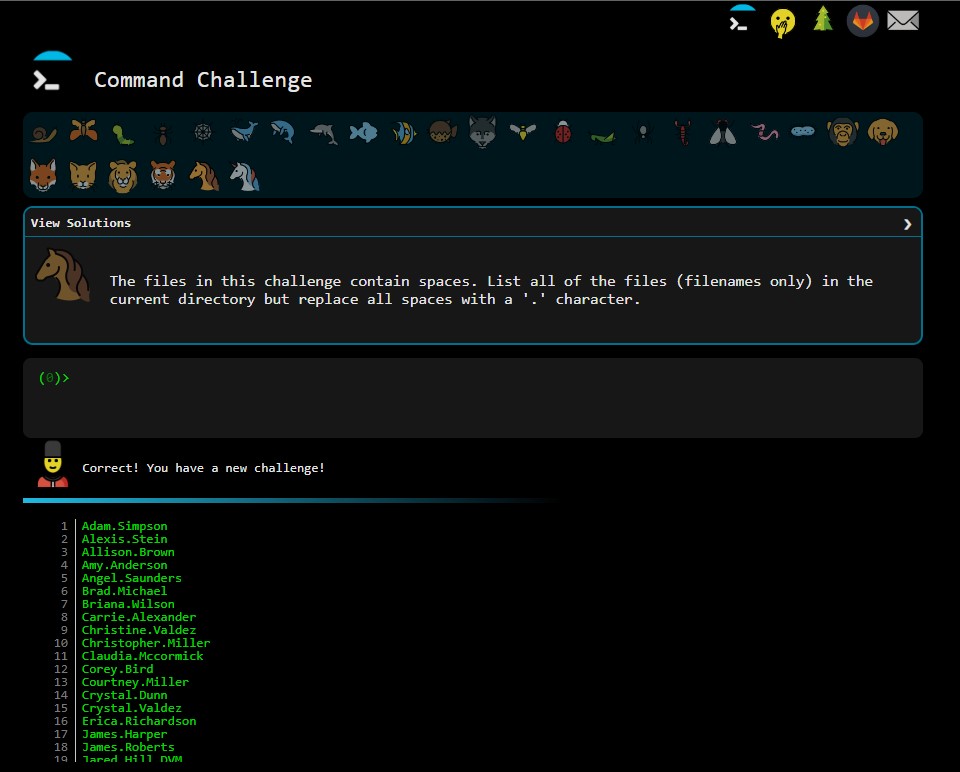 Command Challenge
View Solutions
The files in this challenge contain spaces. List all of the files (filenames only) in the
current directory but replace all spaces with a '.' character.
(0)>
Correct! You have a new challenge!
1 Adam.Simpson
2 Alexis.Stein
3 Allison.Brown
4 Amy.Anderson
5 Angel.Saunders
6 Brad.Michael
7 Briana.Wilson
8 Carrie.Alexander
9 Christine.Valdez
10 Christopher.Miller
11 Claudia.Mccormick
12 Corey.Bird
13 Courtney.Miller
14 Crystal.Dunn
15 Crystal.Valdez
16 Erica.Richardson
17 James.Harper
18 James.Roberts
19 Jared.Hill.DVM